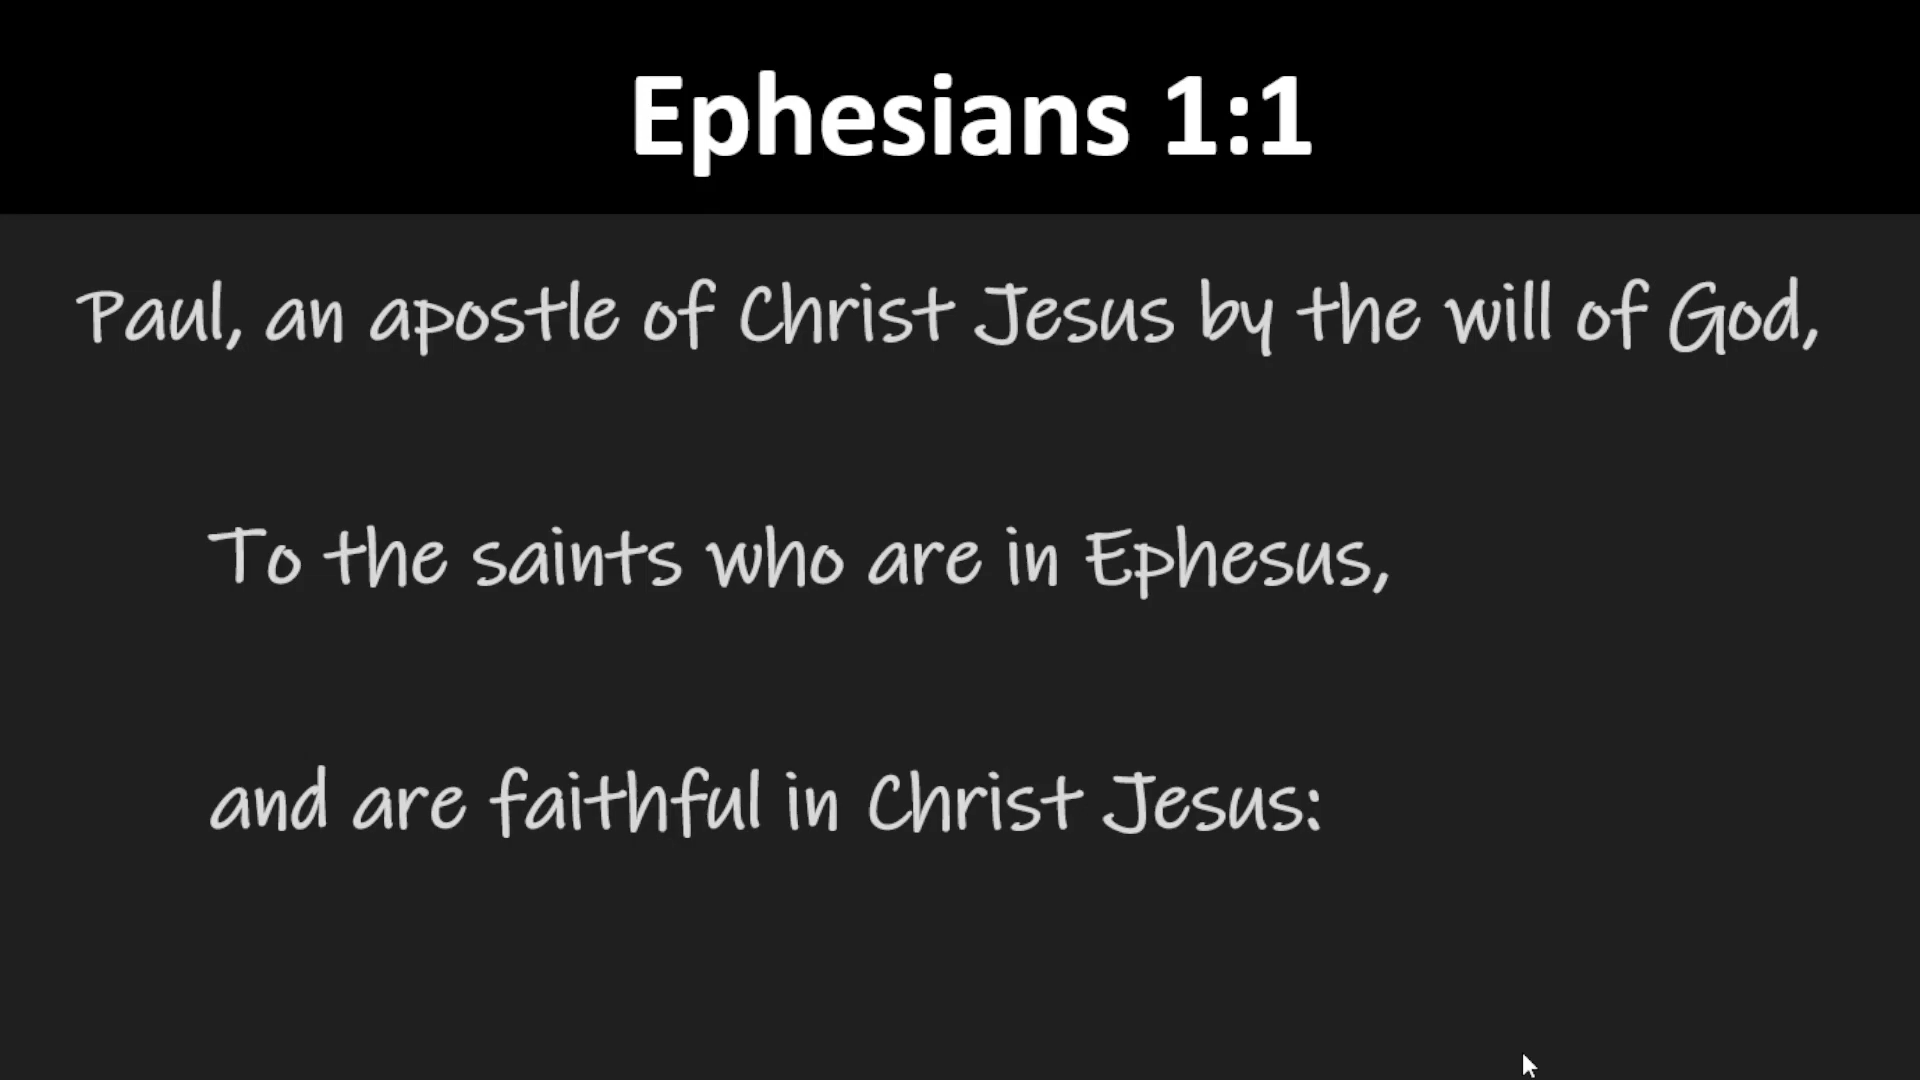 Ephesians 1:1
Paul, an apostle of Christ Jesus by the will of God,
To the saints who are in Ephesus,
and are faithful in Christ Jesus: